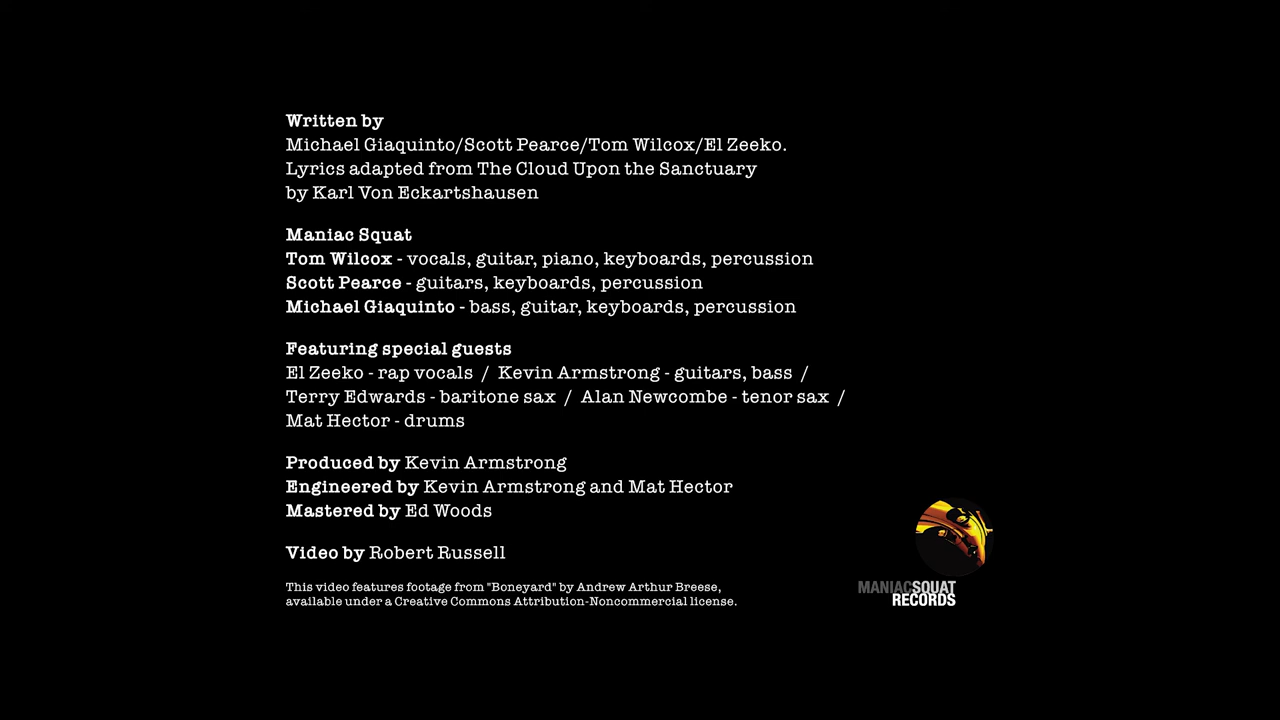 Written by
Michael Giaquinto/Scott Pearce/Tom Wilcox/El Zeeko.
Lyrics adapted from The Cloud Upon the Sanctuary
by Karl Von Eckartshausen
Maniac Squat
Tom Wilcox - vocals, guitar, piano, keyboards, percussion
Scott Pearce - guitars, keyboards, percussion
Michael Giaquinto - bass, guitar, keyboards, percussion
Featuring special guests
El Zeeko - rap vocals / Kevin Armstrong - guitars, bass /
Terry Edwards - baritone sax / Alan Newcombe - tenor sax /
Mat Hector - drums
Produced by Kevin Armstrong
Engineered by Kevin Armstrong and Mat Hector
Mastered by Ed Woods
Video by Robert Russell
This video features footage from "Boneyard" by Andrew Arthur Breese,
available under a Creative Commons Attribution-Noncommercial license.
MANIACSQUAT
RECORDS